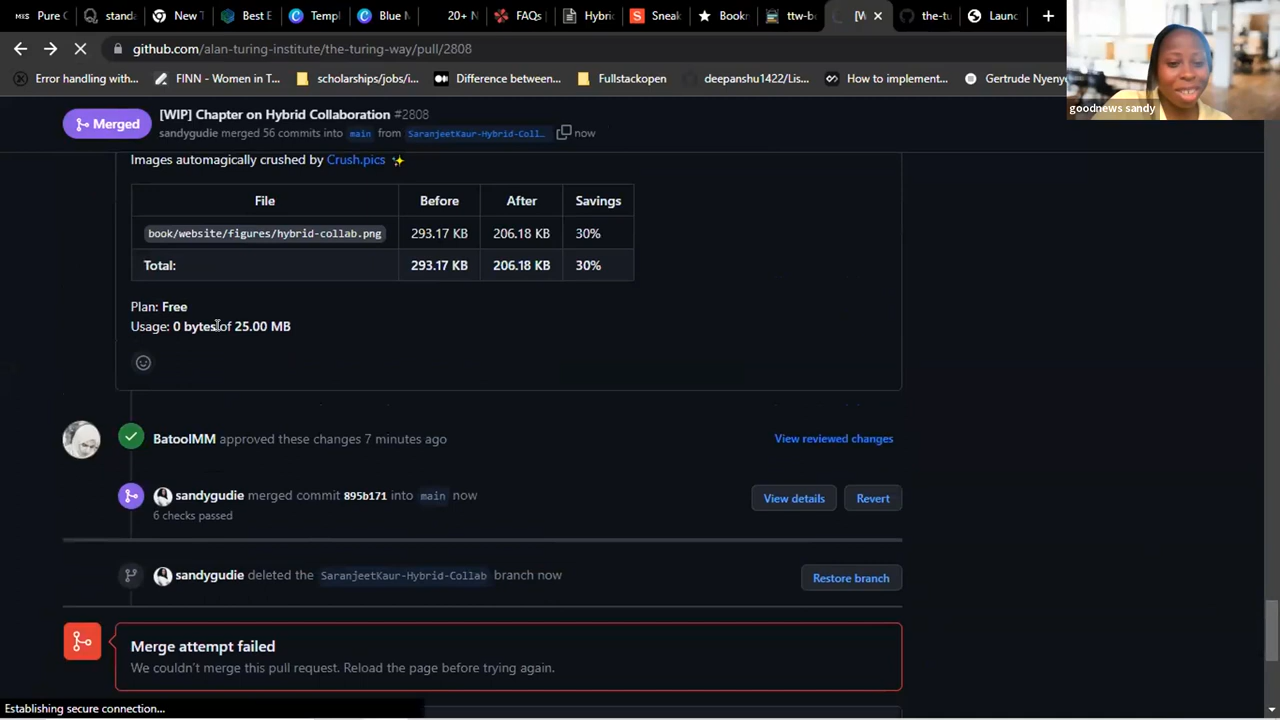 Pure C
standa
New T
Best E
Templ
Blue M
20+ N
FAQs
Hybri
Sneak
Bookr
ttw-b
[W
the-tu
Launc
github.com/alan-turing-institute/the-turing-way/pull/2808
Error handling with...
FINN - Women in T...
scholarships/jobs/i...
Difference between...
Fullstackopen
deepanshu1422/Lis...
How to implement...
Gertrude Nyeny
goodnews sandy
Merged
[WIP] Chapter on Hybrid Collaboration #2808
sandygudie merged 56 commits into main from SaranjeetKaur-Hybrid-Coll... now
Images automagically crushed by Crush.pics ✨
File Before After Savings
book/website/figures/hybrid-collab.png 293.17 KB 206.18 KB 30%
Total: 293.17 KB 206.18 KB 30%
Plan: Free
Usage: 0 bytes of 25.00 MB
BatoolMM approved these changes 7 minutes ago
View reviewed changes
sandygudie merged commit 895b171 into main now
View details
Revert
6 checks passed
sandygudie deleted the SaranjeetKaur-Hybrid-Collab branch now
Restore branch
Merge attempt failed
We couldn't merge this pull request. Reload the page before trying again.
Establishing secure connection...